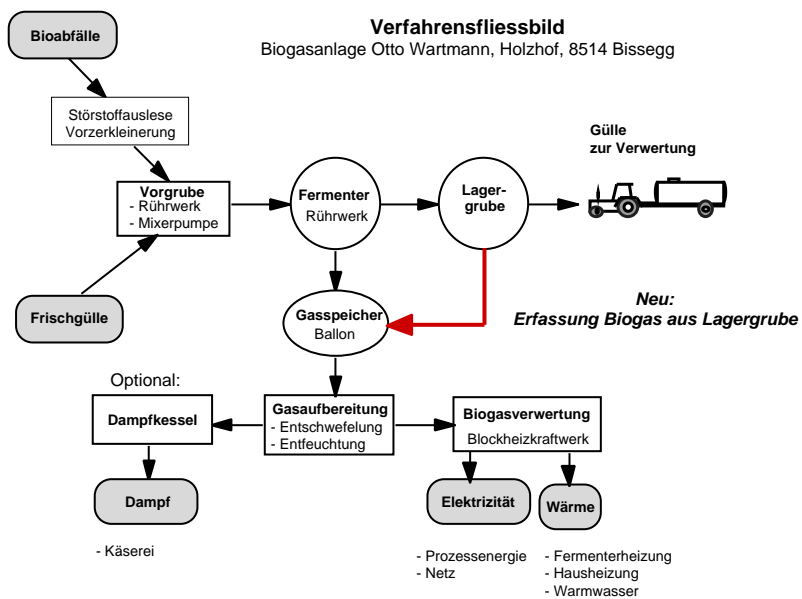 Verfahrensfliessbild
Biogasanlage Otto Wartmann, Holzhof, 8514 Bissegg
Bioabfälle
Störstoffauslese
Vorzerkleinerung
Gülle
zur Verwertung
Vorgrube
- Rührwerk
- Mixerpumpe
Fermenter
Rührwerk
Lager-
grube
Frischgülle
Gasspeicher
Ballon
Neu:
Erfassung Biogas aus Lagergrube
Optional:
Dampfkessel
Gasaufbereitung
- Entschwefelung
- Entfeuchtung
Biogasverwertung
Blockheizkraftwerk
Dampf
Elektrizität
Wärme
- Käserei
- Prozessenergie
- Netz
- Fermenterheizung
- Hausheizung
- Warmwasser